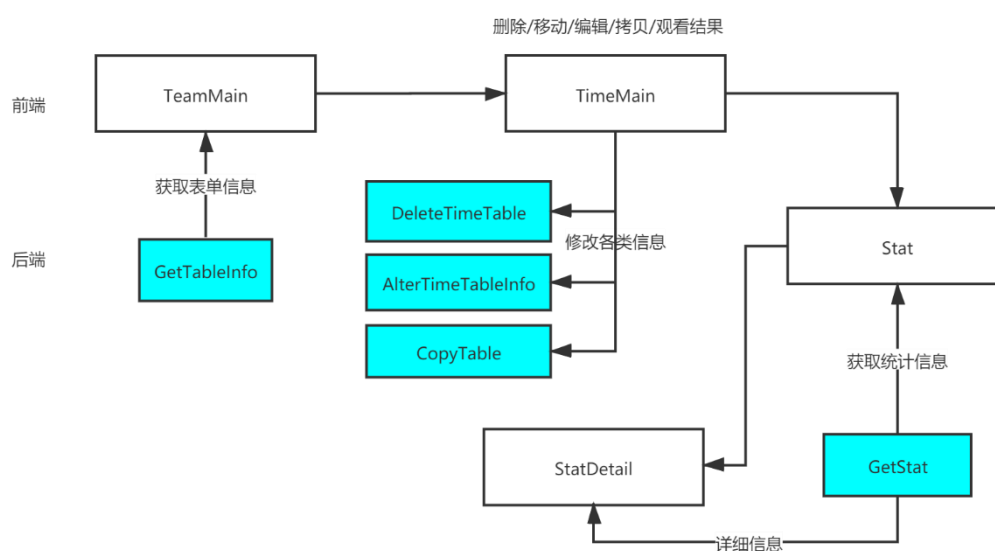 删除/移动/编辑/拷贝/观看结果
前端
TeamMain
TimeMain
获取表单信息
DeleteTimeTable
修改各类信息
Stat
后端
GetTableInfo
AlterTimeTableInfo
CopyTable
获取统计信息
StatDetail
GetStat
详细信息